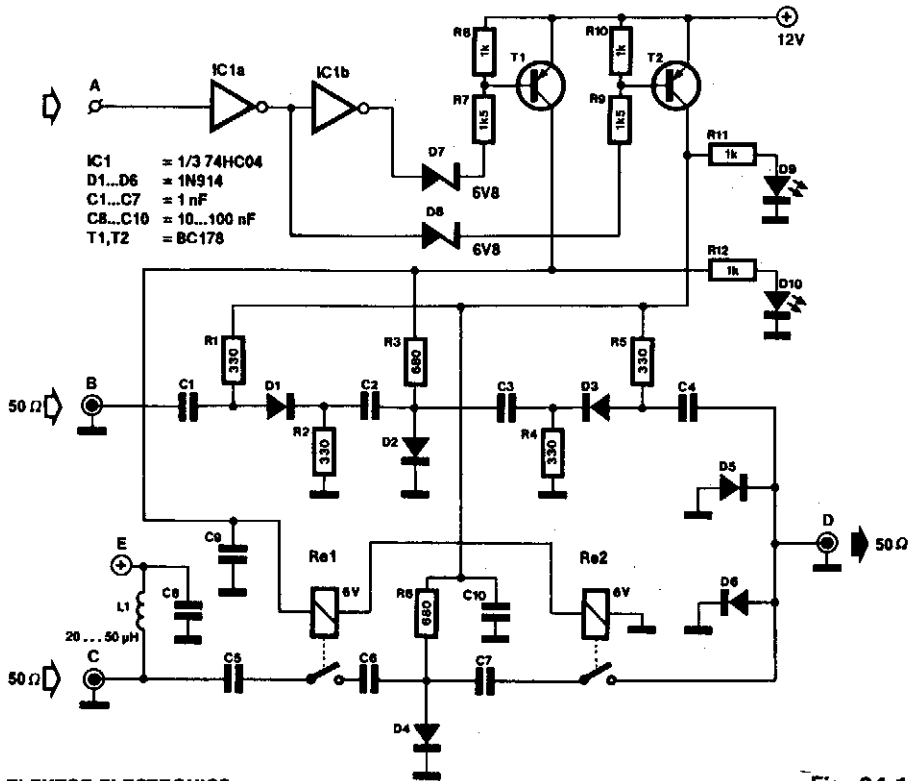 R8
1k
R10
1k
12V
T1
T2
IC1a
IC1b
A
R7
1k5
R9
1k5
R11
1k
D7
D9
6V8
IC1 = 1/3 74HC04
D1...D6 = 1N914
C1...C7 = 1 nF
C8...C10 = 10...100 nF
T1,T2 = BC178
D8
6V8
R12
1k
D10
R1
330
R3
680
R5
330
B
50 Ω
C1
D1
C2
C3
D3
C4
R2
330
D2
R4
330
D5
D
50 Ω
C9
E
Re1
6V
Re2
6V
R6
680
C10
D6
L1
C8
20...50 µH
50 Ω
C
C5
C6
C7
D4